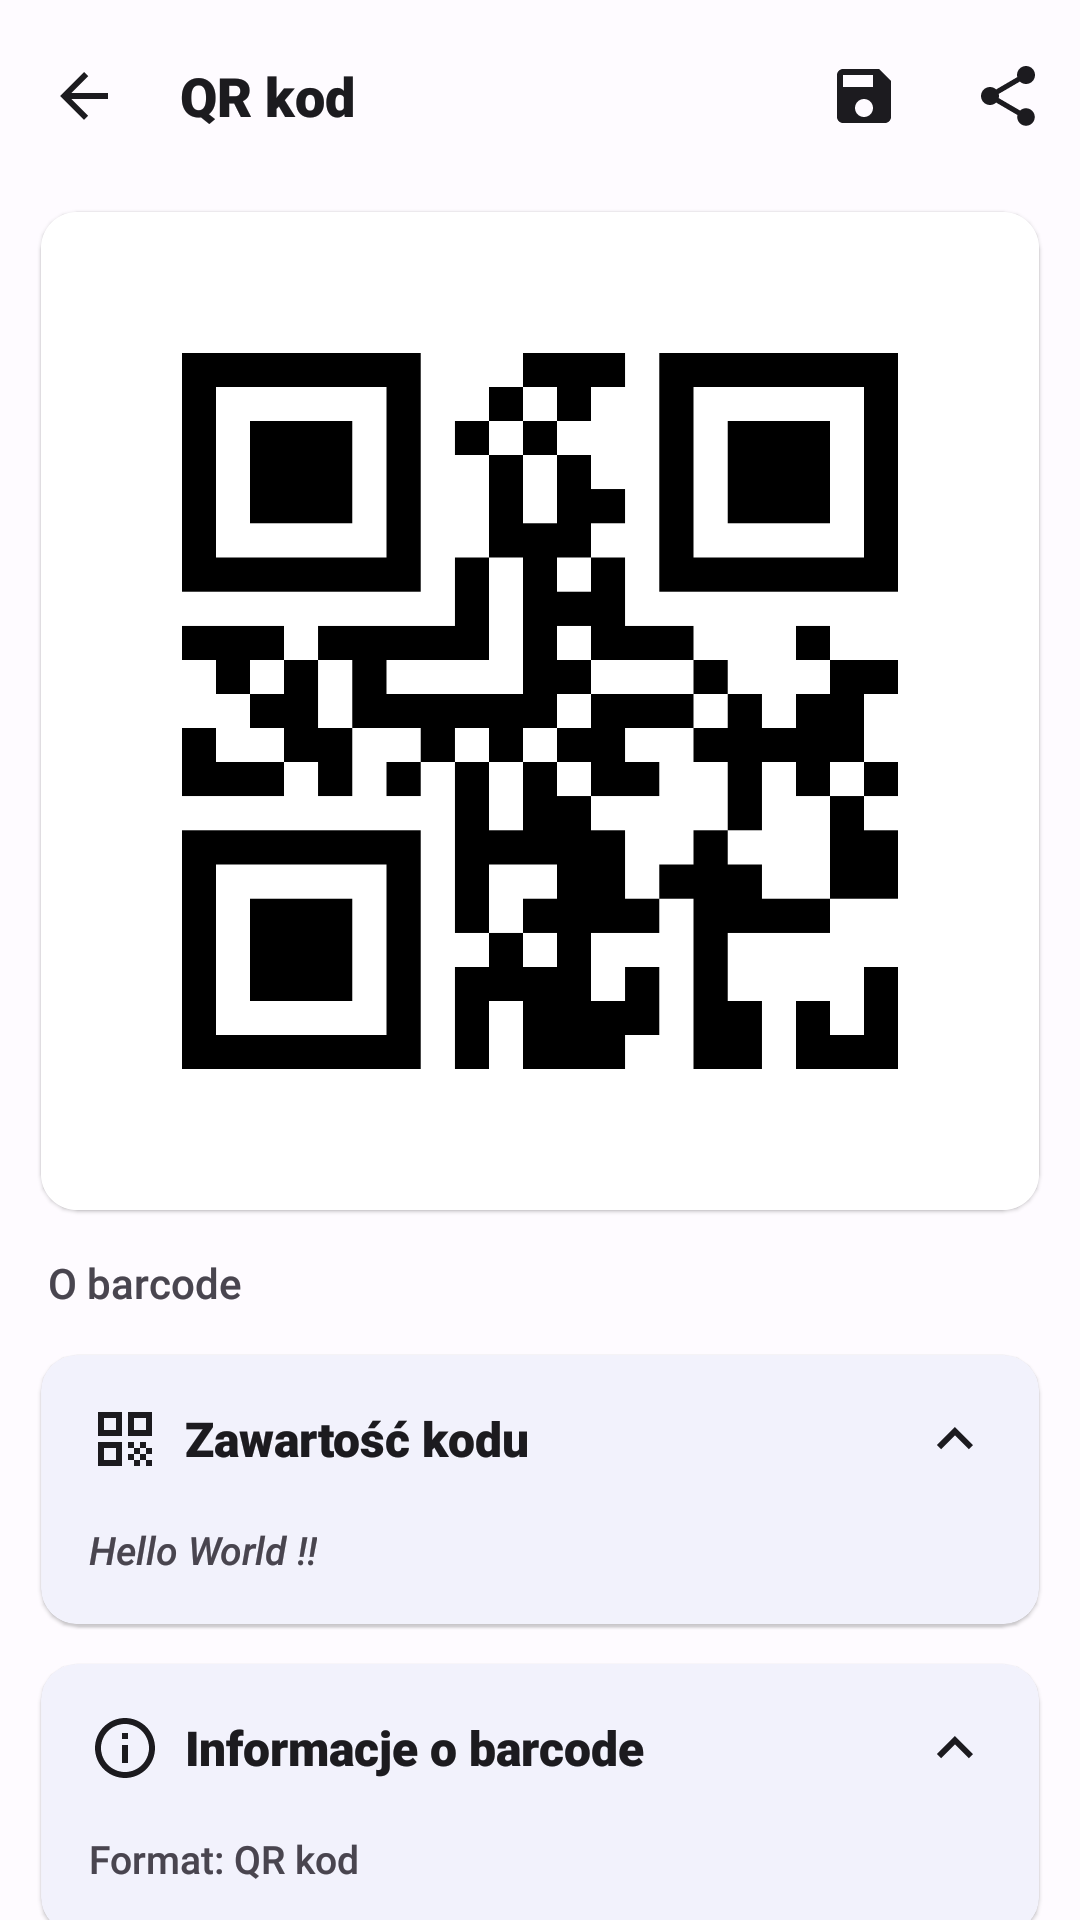 QR kod
O barcode
Zawartość kodu
Hello World !!
Informacje o barcode
Format: QR kod